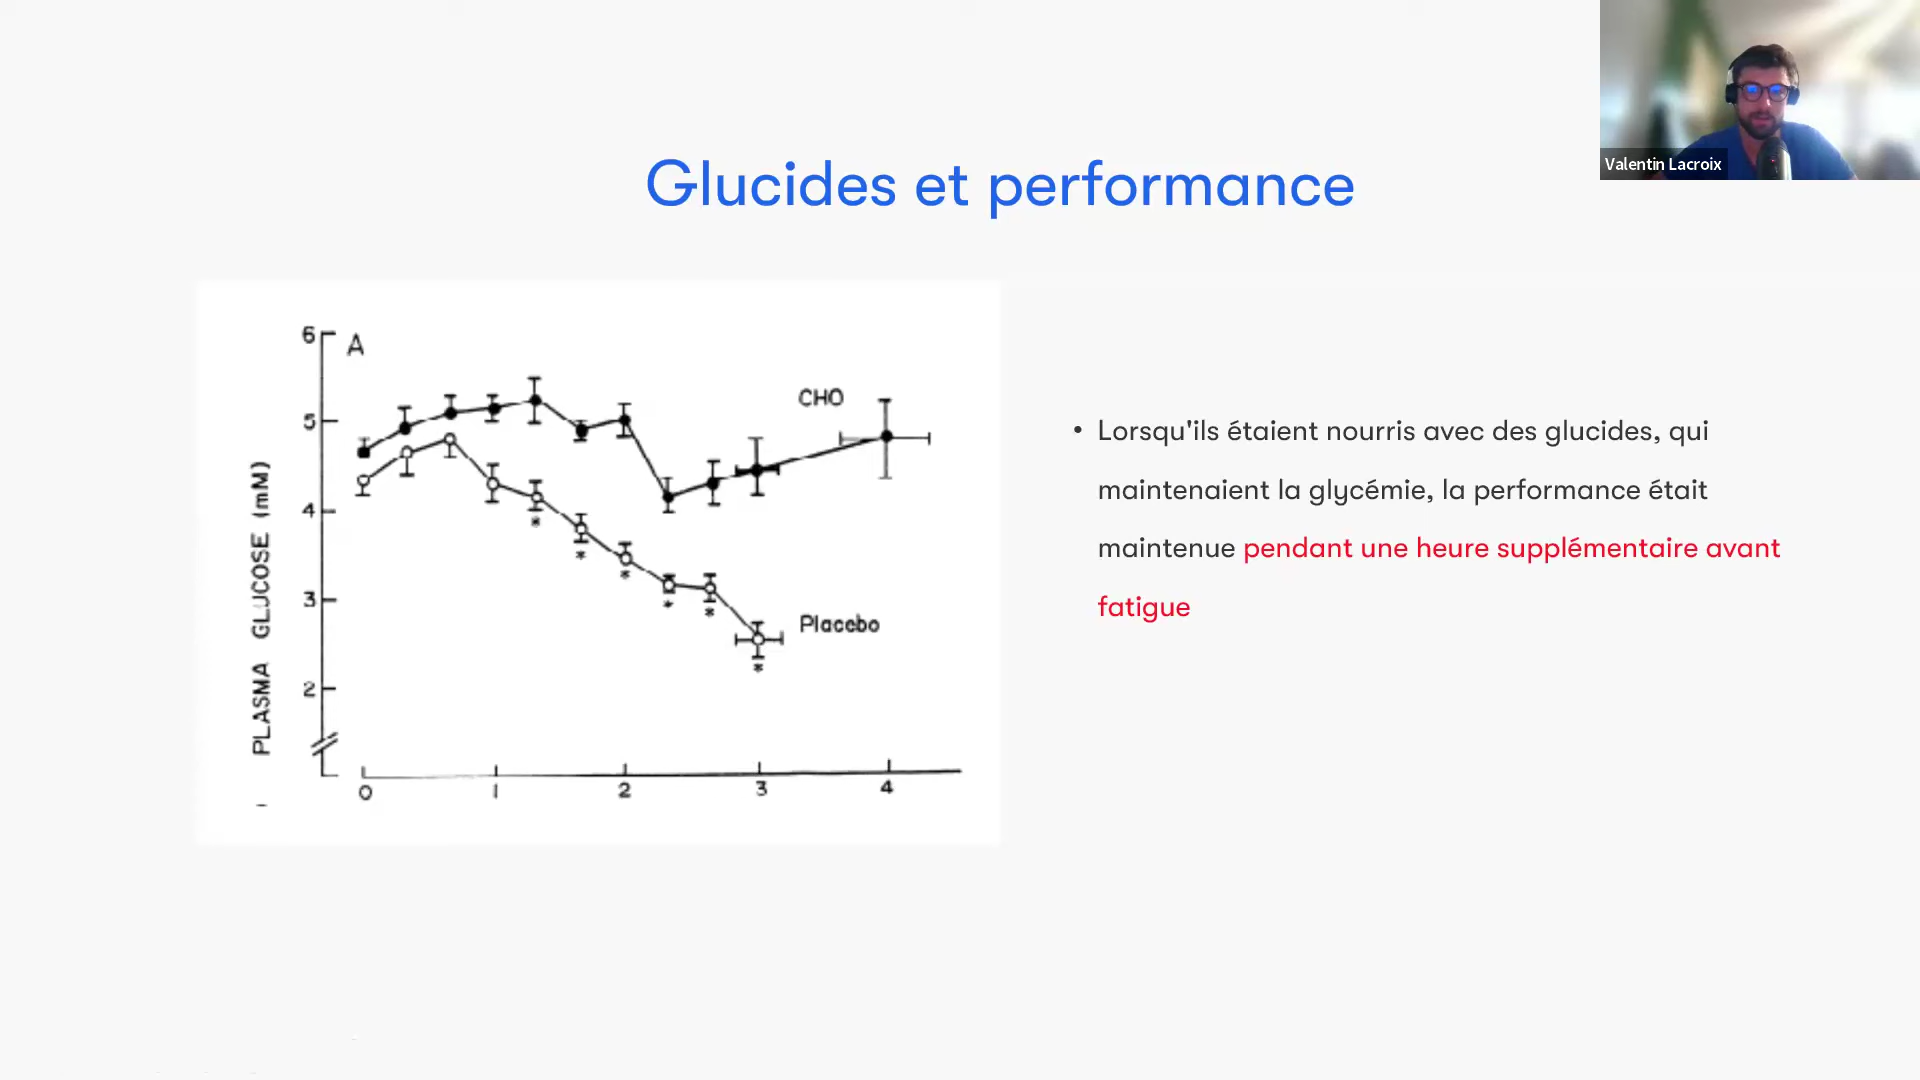 Valentin Lacroix
Glucides et performance
A
CHO
Placebo
PLASMA GLUCOSE (mM)
6
5
4
3
2
0 1 2 3 4
* * * * * *
• Lorsqu'ils étaient nourris avec des glucides, qui
maintenaient la glycémie, la performance était
maintenue pendant une heure supplémentaire avant
fatigue